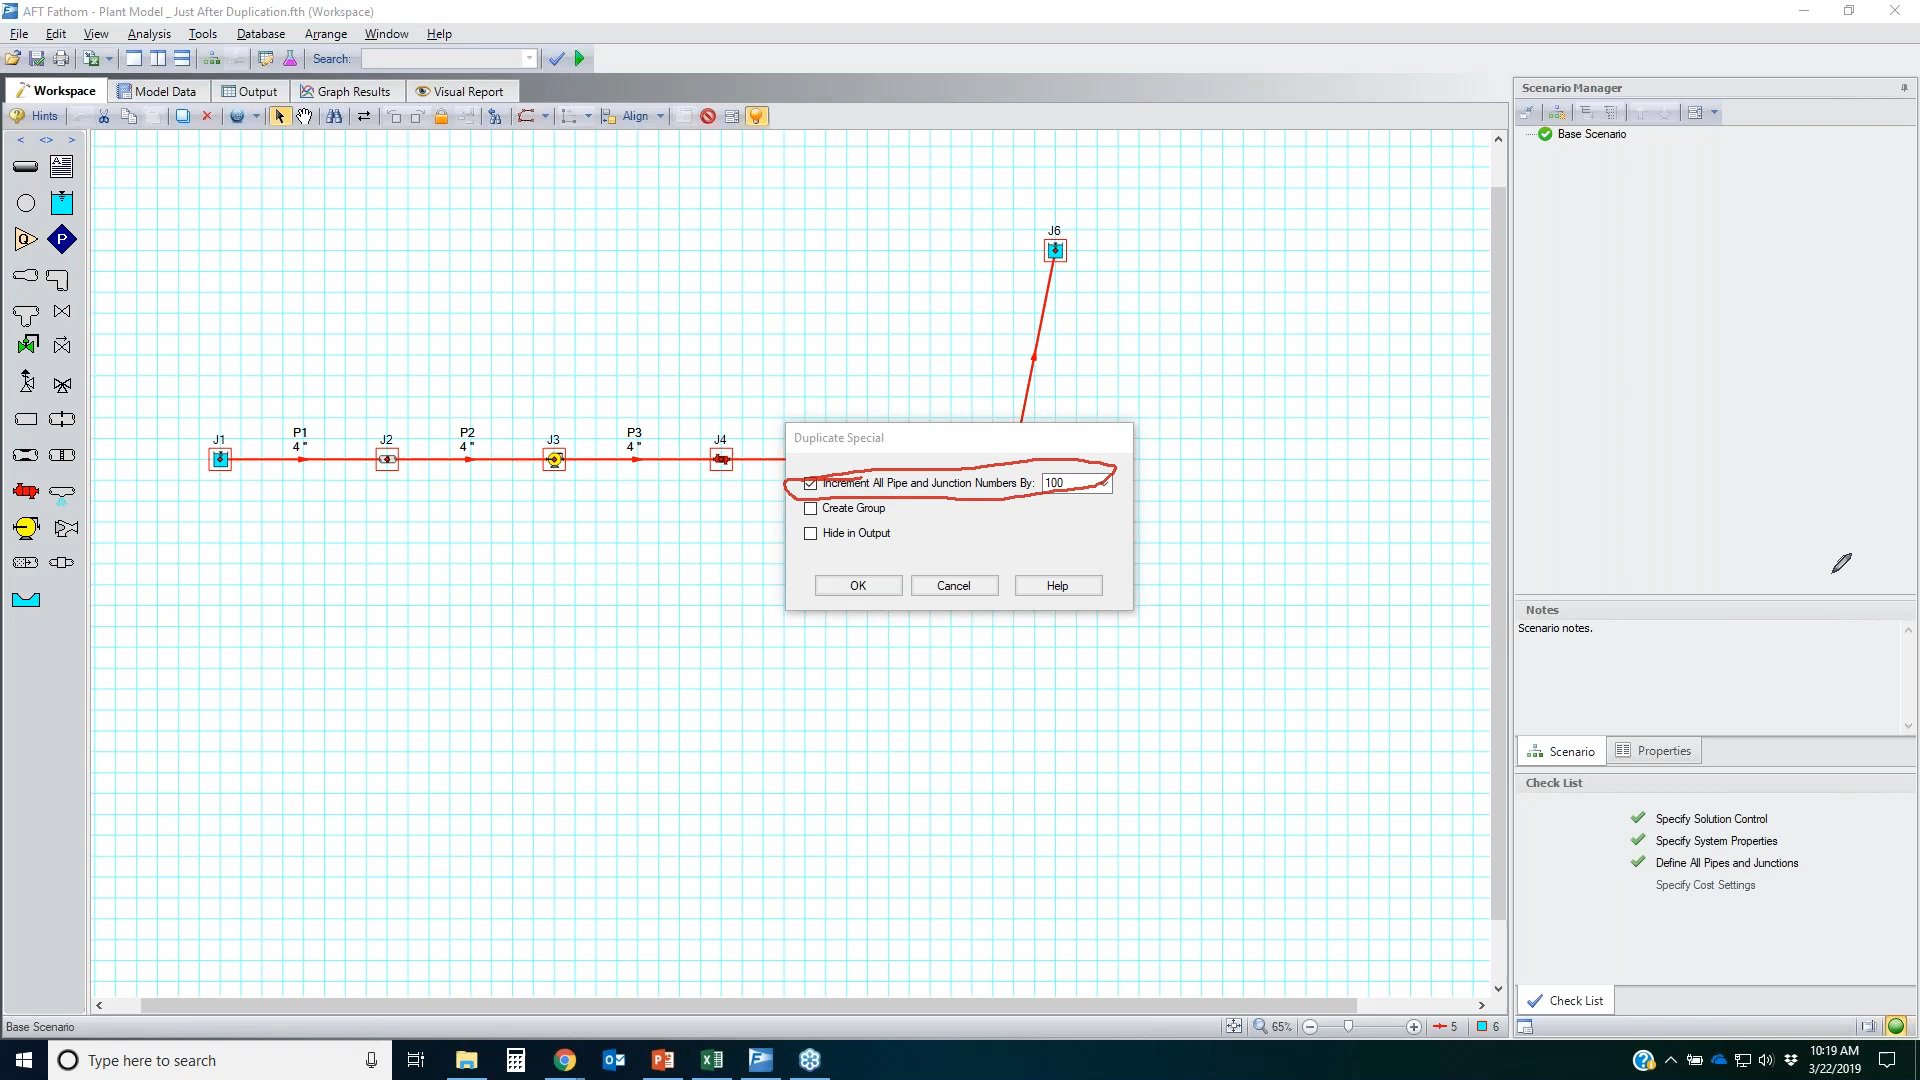 AFT Fathom - Plant Model _ Just After Duplication.fth (Workspace)
File Edit View Analysis Tools Database Arrange Window Help
Search:
Workspace Model Data Output Graph Results Visual Report
Hints Align
Scenario Manager
Base Scenario
J6
J1 P1 J2 P2 J3 P3 J4
4 " 4 " 4 "
Duplicate Special
Increment All Pipe and Junction Numbers By: 100
Create Group
Hide in Output
OK Cancel Help
Notes
Scenario notes.
Scenario Properties
Check List
Specify Solution Control
Specify System Properties
Define All Pipes and Junctions
Specify Cost Settings
Check List
Base Scenario 65% 5 6
Type here to search
10:19 AM
3/22/2019